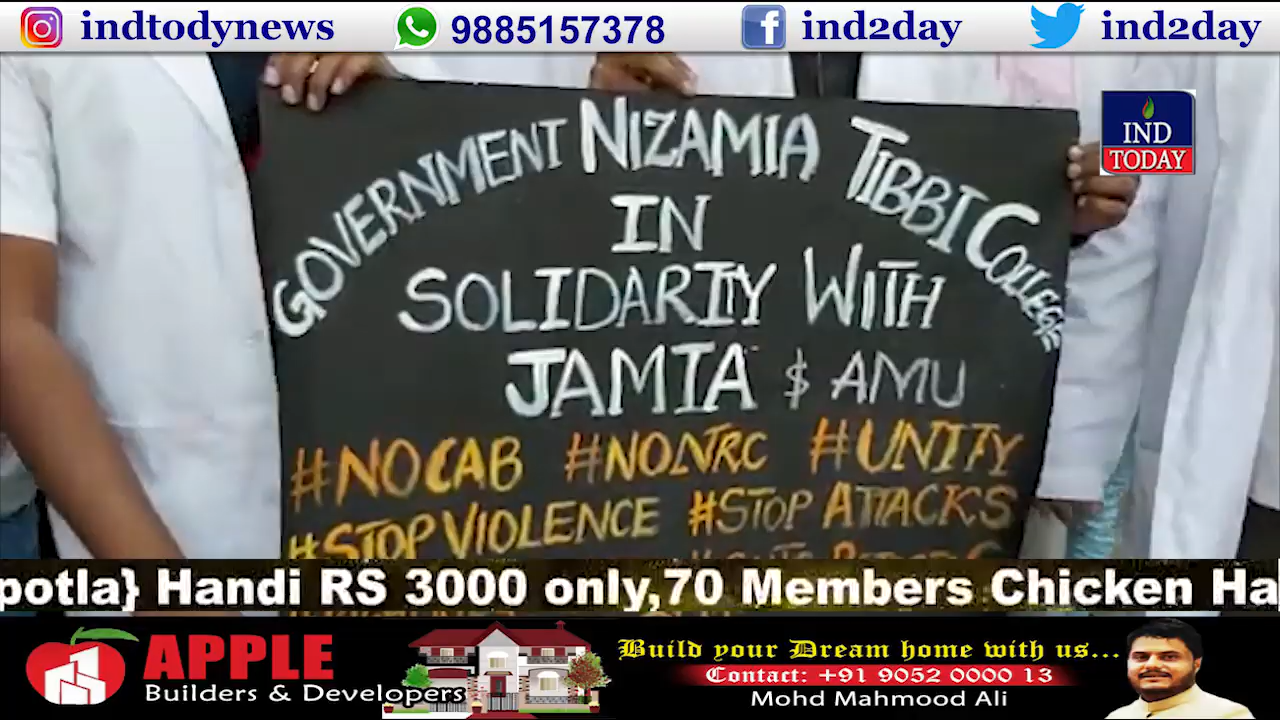 indtodynews 9885157378 ind2day ind2day
IND
TODAY
GOVERNMENT NIZAMIA TIBBI COLLEGE
IN
SOLIDARITY WITH
JAMIA & AMU
#NOCAB #NONRC #UNITY
#STOP VIOLENCE #STOP ATTACKS
potla} Handi RS 3000 only,70 Members Chicken Ha
APPLE
Builders & Developers
Build your Dream home with us...
Contact: +91 9052 0000 13
Mohd Mahmood Ali